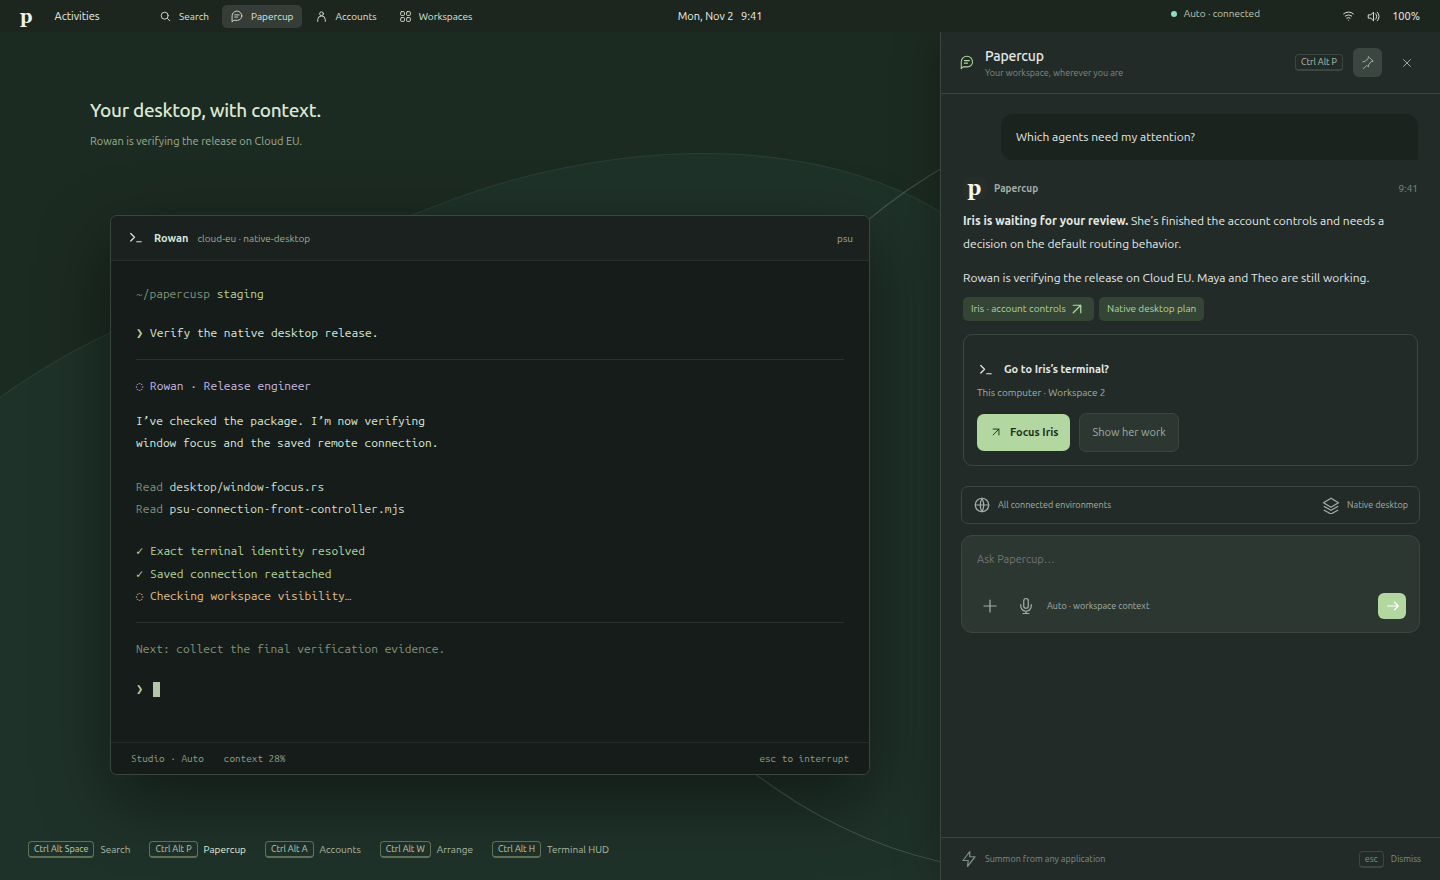 p Activities Search Papercup Accounts Workspaces Mon, Nov 2 9:41 Auto · connected 100%
Your desktop, with context.
Rowan is verifying the release on Cloud EU.
Rowan cloud-eu · native-desktop psu
~/papercusp staging
❯ Verify the native desktop release.
◌ Rowan · Release engineer
I’ve checked the package. I’m now verifying
window focus and the saved remote connection.
Read desktop/window-focus.rs
Read psu-connection-front-controller.mjs
✓ Exact terminal identity resolved
✓ Saved connection reattached
◌ Checking workspace visibility…
Next: collect the final verification evidence.
❯
Studio · Auto context 28% esc to interrupt
Ctrl Alt Space Search Ctrl Alt P Papercup Ctrl Alt A Accounts Ctrl Alt W Arrange Ctrl Alt H Terminal HUD
Papercup
Your workspace, wherever you are
Ctrl Alt P
Which agents need my attention?
p Papercup 9:41
Iris is waiting for your review. She’s finished the account controls and needs a
decision on the default routing behavior.
Rowan is verifying the release on Cloud EU. Maya and Theo are still working.
Iris · account controls Native desktop plan
Go to Iris’s terminal?
This computer · Workspace 2
Focus Iris Show her work
All connected environments Native desktop
Ask Papercup…
Auto · workspace context
Summon from any application esc Dismiss